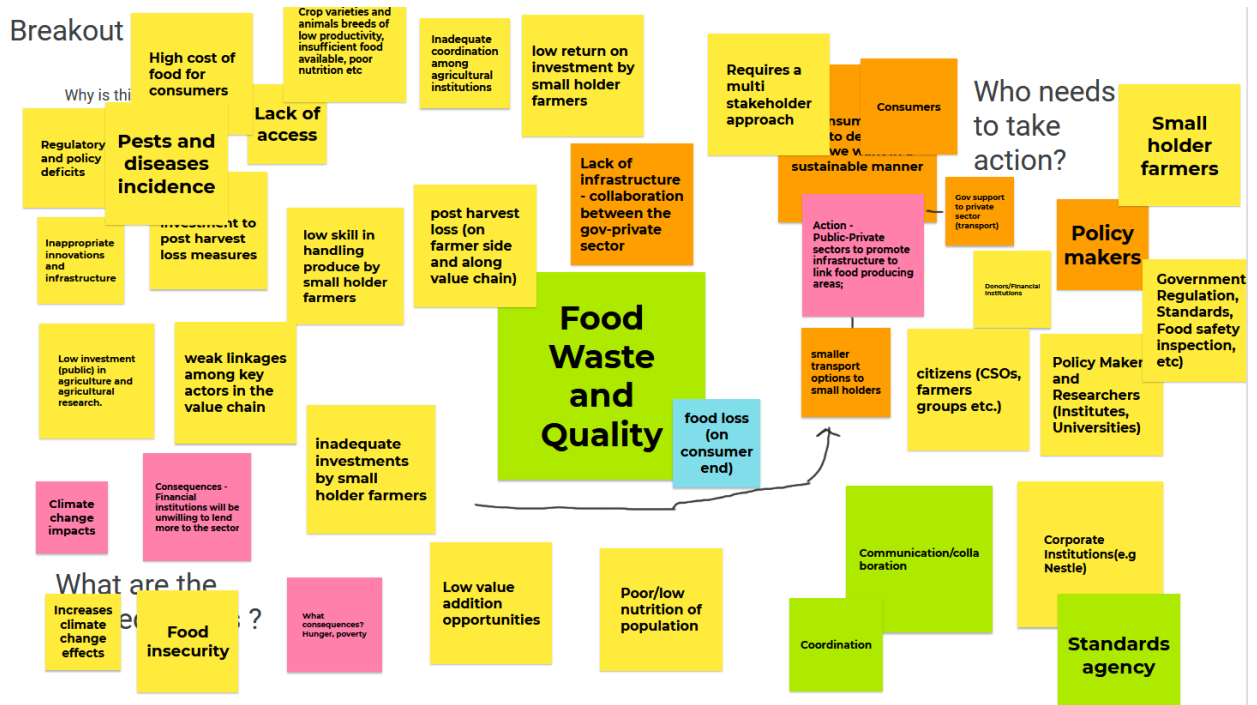 Breakout
Why is thi
High cost of
food for
consumers
Crop varieties and
animals breeds of
low productivity,
insufficient food
available, poor
nutrition etc
Inadequate
coordination
among
agricultural
institutions
low return on
investment by
small holder
farmers
Lack of
access
Regulatory
and policy
deficits
Pests and
diseases
incidence
investment to
post harvest
loss measures
Inappropriate
innovations
and
infrastructure
low skill in
handling
produce by
small holder
farmers
post harvest
loss (on
farmer side
and along
value chain)
Lack of
infrastructure
- collaboration
between the
gov-private
sector
Food
Waste
and
Quality
food loss
(on
consumer
end)
Low investment
(public) in
agriculture and
agricultural
research.
weak linkages
among key
actors in the
value chain
inadequate
investments
by small
holder farmers
Climate
change
impacts
Consequences -
Financial
institutions will be
unwilling to lend
more to the sector
What are the
?
Increases
climate
change
effects
Food
insecurity
What
consequences?
Hunger, poverty
Low value
addition
opportunities
Poor/low
nutrition of
population
Requires a
multi
stakeholder
approach
Consumers
to de
sustainable manner
Who needs
to take
action?
Small
holder
farmers
Action -
Public-Private
sectors to promote
infrastructure to
link food producing
areas;
Gov support
to private
sector
(transport)
Policy
makers
Donors/Financial
institutions
Government
Regulation,
Standards,
Food safety
inspection,
etc)
smaller
transport
options to
small holders
citizens (CSOs,
farmers
groups etc.)
Policy Maker
and
Researchers
(Institutes,
Universities)
Communication/colla
boration
Corporate
Institutions(e.g
Nestle)
Coordination
Standards
agency